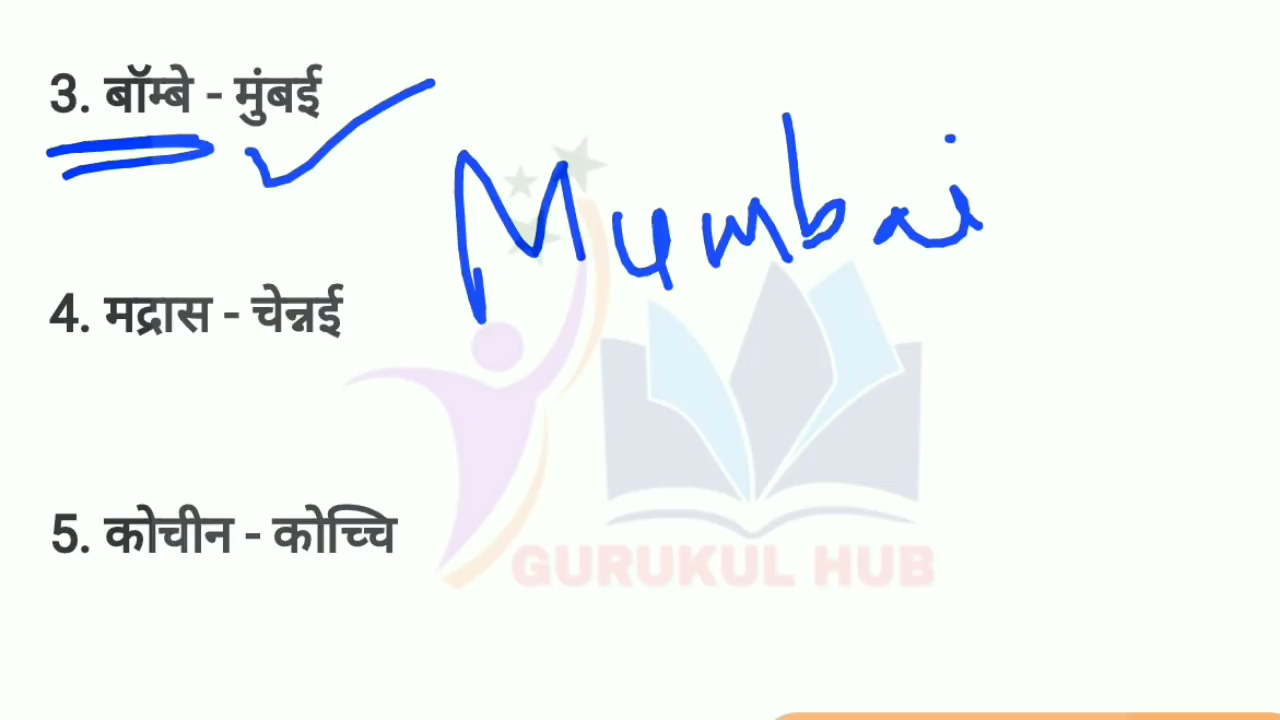 3. बॉम्बे - मुंबई
Mumbai
4. मद्रास - चेन्नई
5. कोचीन - कोच्चि
GURUKUL HUB